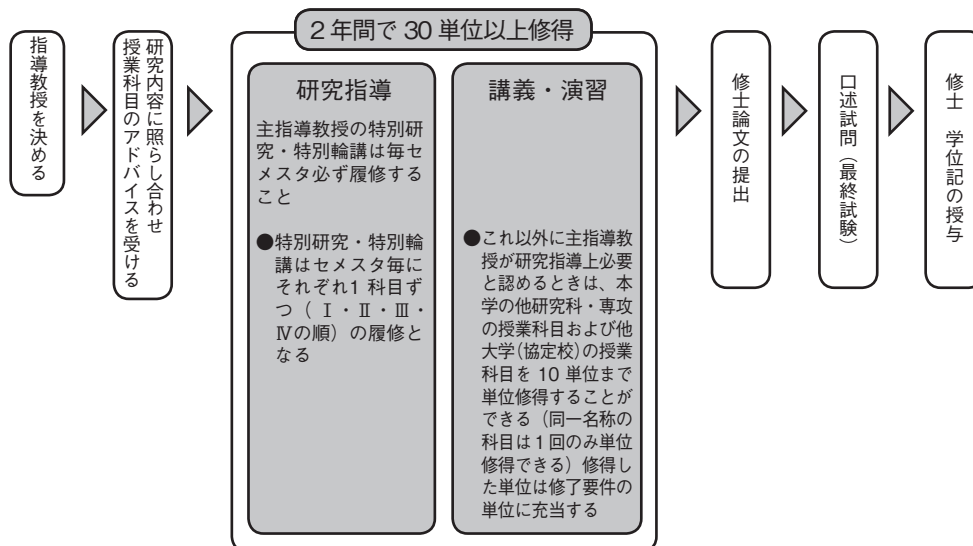 指導教授を決める
研究内容に照らし合わせ
授業科目のアドバイスを受ける
2年間で30単位以上修得
研究指導
主指導教授の特別研
究・特別輪講は毎セ
メスタ必ず履修する
こと
●特別研究・特別輪
講はセメスタ毎に
それぞれ1 科目ず
つ（ Ⅰ・Ⅱ・Ⅲ・
Ⅳの順）の履修と
なる
講義・演習
●これ以外に主指導教
授が研究指導上必要
と認めるときは、本
学の他研究科・専攻
の授業科目および他
大学(協定校)の授業
科目を 10 単位まで
単位修得することが
できる（同一名称の
科目は1回のみ単位
修得できる）修得し
た単位は修了要件の
単位に充当する
修士論文の提出
口述試問（最終試験）
修士　学位記の授与